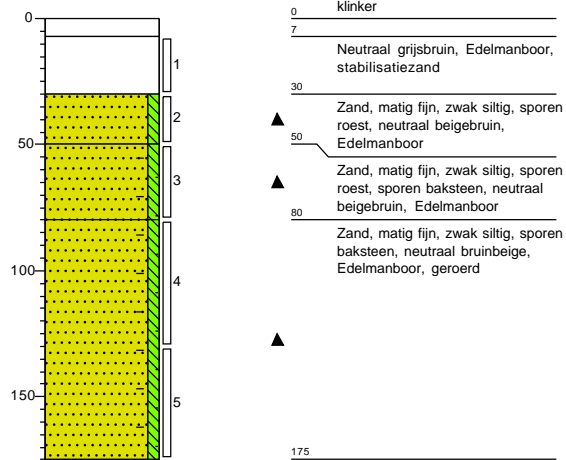 0
50
100
150
1
2
3
4
5
klinker
0
7
Neutraal grijsbruin, Edelmanboor,
stabilisatiezand
30
Zand, matig fijn, zwak siltig, sporen
roest, neutraal beigebruin,
Edelmanboor
50
Zand, matig fijn, zwak siltig, sporen
roest, sporen baksteen, neutraal
beigebruin, Edelmanboor
80
Zand, matig fijn, zwak siltig, sporen
baksteen, neutraal bruinbeige,
Edelmanboor, geroerd
175